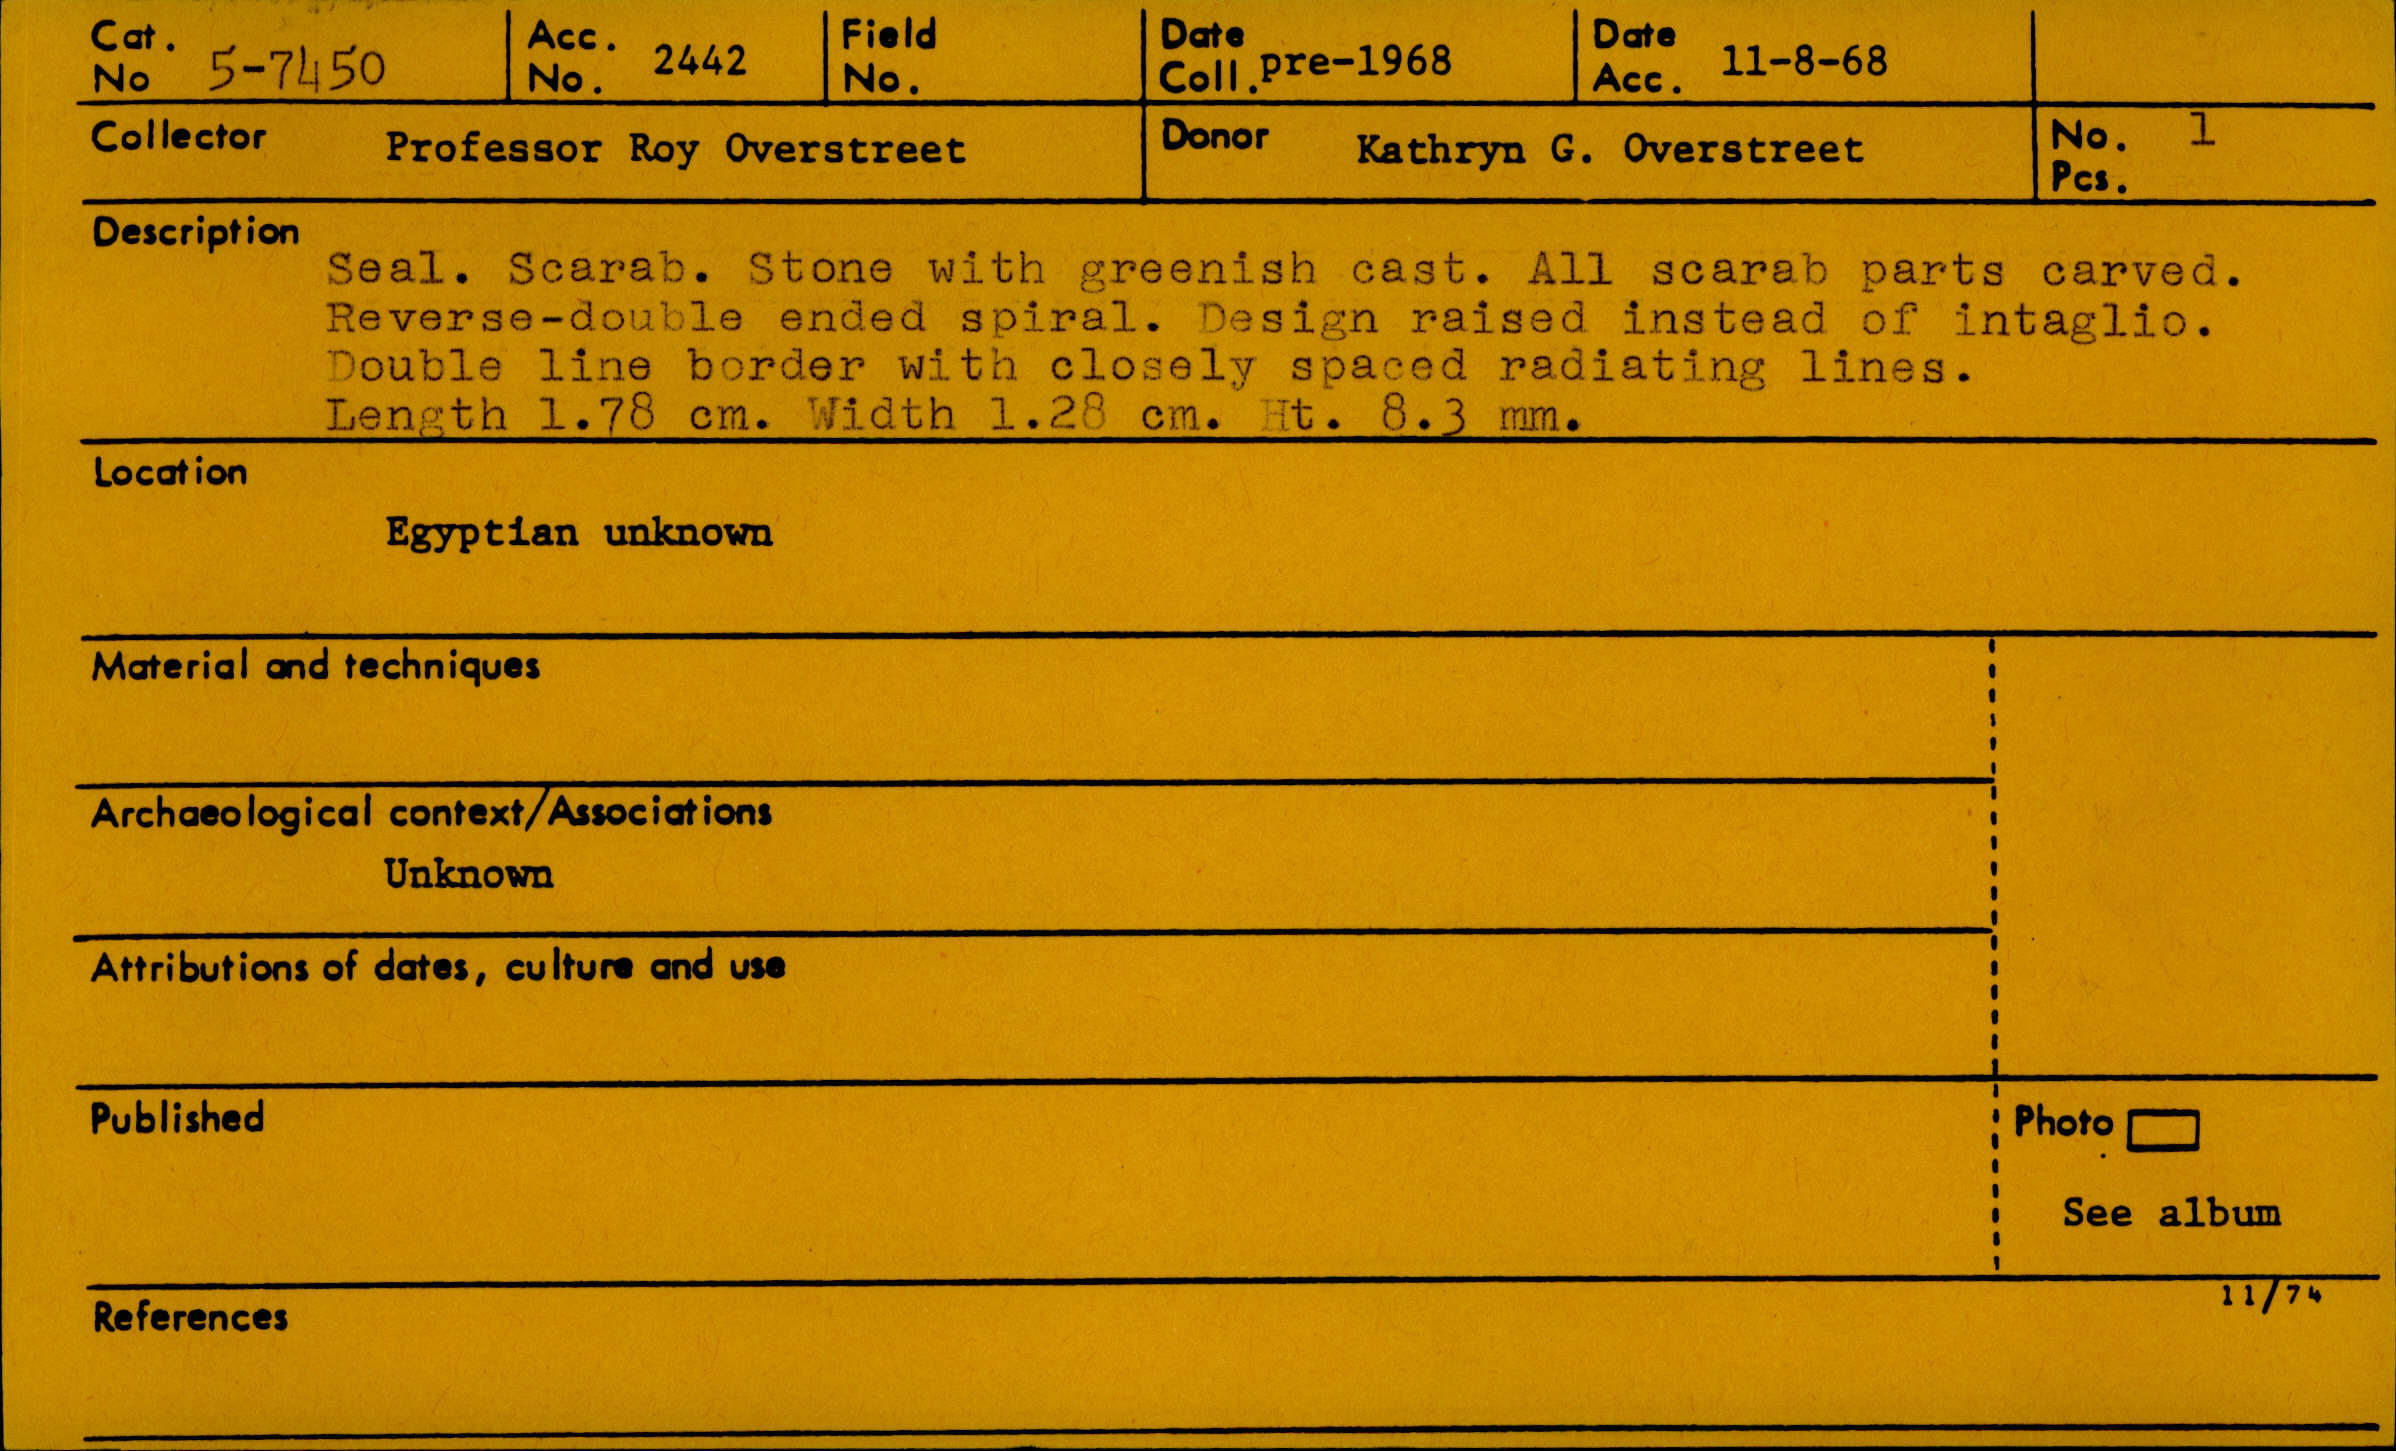 Cat. No 5-7450 Acc. No. 2442 Field No. Date Coll. pre-1968 Date Acc. 11-8-68
Collector Professor Roy Overstreet Donor Kathryn G. Overstreet No. Pcs. 1
Description
Seal. Scarab. Stone with greenish cast. All scarab parts carved.
Reverse-double ended spiral. Design raised instead of intaglio.
Double line border with closely spaced radiating lines.
Length 1.78 cm. Width 1.28 cm. Ht. 8.3 mm.
Location
Egyptian unknown
Material and techniques
Archaeological context/Associations
Unknown
Attributions of dates, culture and use
Published
Photo
See album
11/74
References